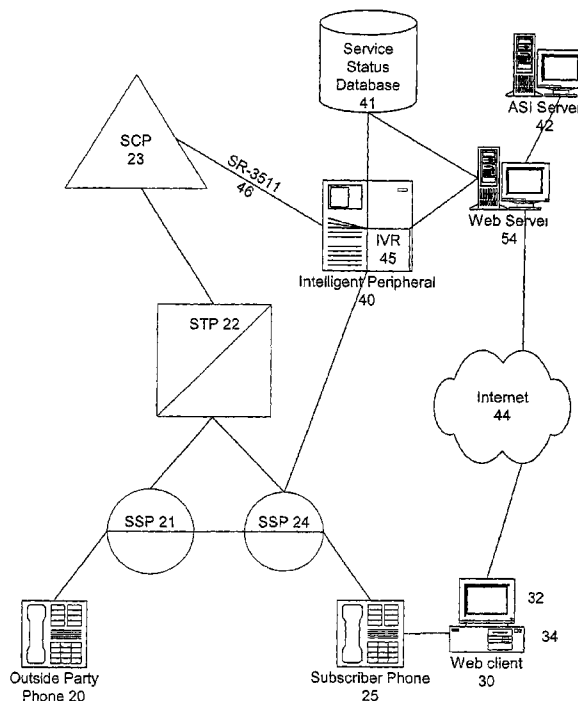 Service
Status
Database
41
ASI Server
42
SCP
23
SR-3511
46
Web Server
54
IVR
45
Intelligent Peripheral
40
STP 22
Internet
44
SSP 21
SSP 24
32
34
Outside Party
Phone 20
Subscriber Phone
25
Web client
30